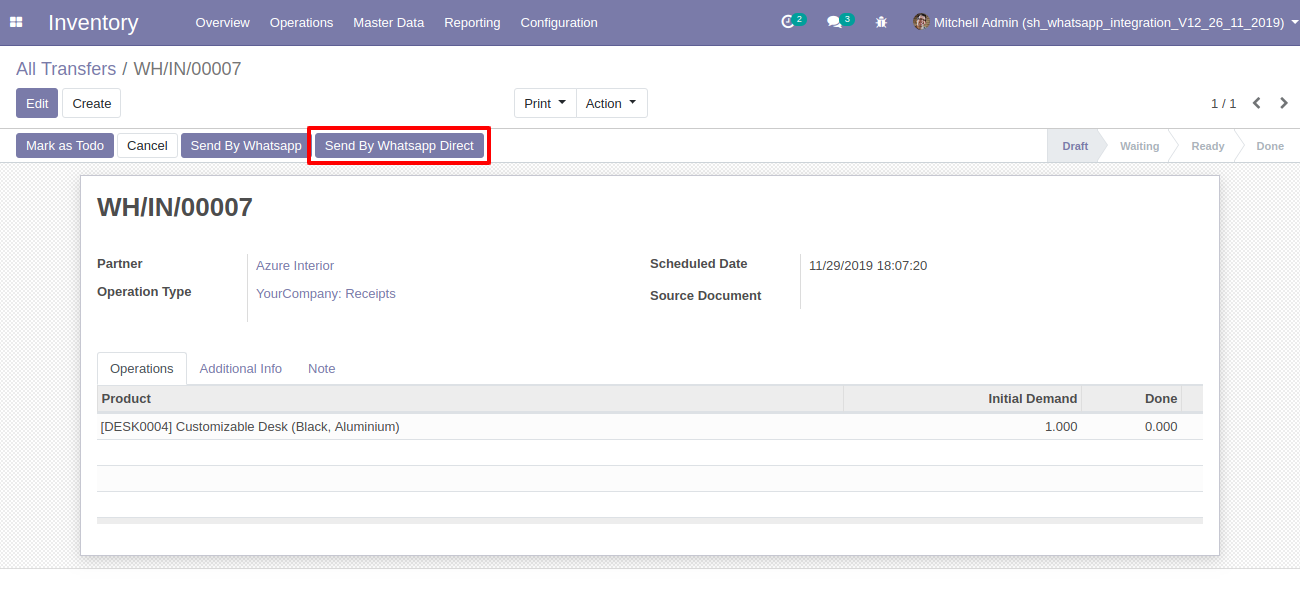 Inventory Overview Operations Master Data Reporting Configuration 2 3 Mitchell Admin (sh_whatsapp_integration_V12_26_11_2019)
All Transfers / WH/IN/00007
Edit Create Print Action 1 / 1
Mark as Todo Cancel Send By Whatsapp Send By Whatsapp Direct Draft Waiting Ready Done
WH/IN/00007
Partner Azure Interior Scheduled Date 11/29/2019 18:07:20
Operation Type YourCompany: Receipts Source Document
Operations Additional Info Note
Product Initial Demand Done
[DESK0004] Customizable Desk (Black, Aluminium) 1.000 0.000